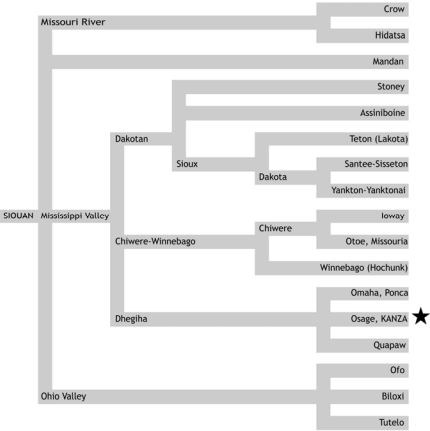 Crow
Missouri River
Hidatsa
Mandan
Stoney
Assiniboine
Dakotan
Teton (Lakota)
Sioux
Santee-Sisseton
Dakota
Yankton-Yanktonai
SIOUAN
Mississippi Valley
Ioway
Chiwere
Chiwere-Winnebago
Otoe, Missouria
Winnebago (Hochunk)
Omaha, Ponca
Dhegiha
Osage, KANZA
Quapaw
Ofo
Ohio Valley
Biloxi
Tutelo